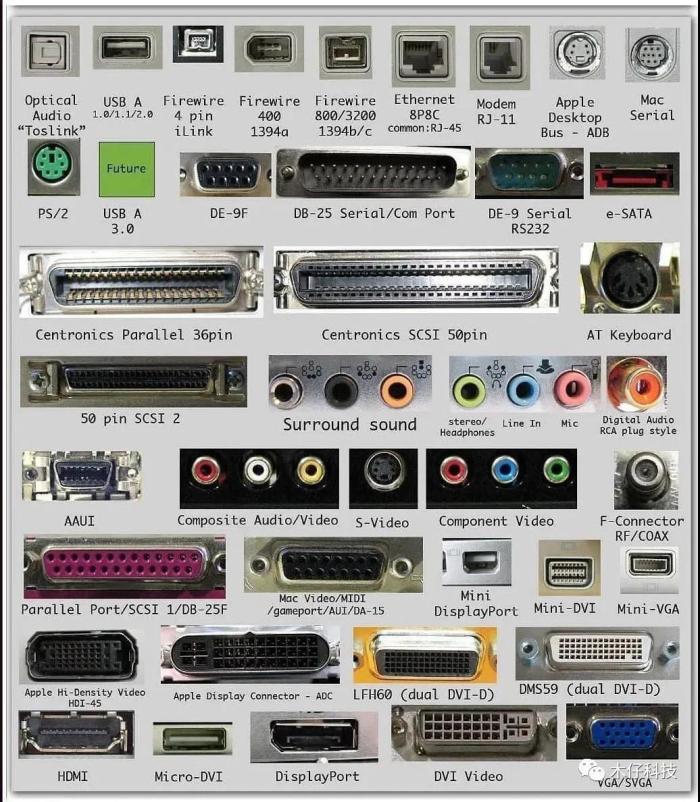 Optical
Audio
“Toslink”
USB A
1.0/1.1/2.0
Firewire
4 pin
iLink
Firewire
400
1394a
Firewire
800/3200
1394b/c
Ethernet
8P8C
common:RJ-45
Modem
RJ-11
Apple
Desktop
Bus - ADB
Mac
Serial
PS/2
Future
USB A
3.0
DE-9F
DB-25 Serial/Com Port
DE-9 Serial
RS232
e-SATA
Centronics Parallel 36pin
Centronics SCSI 50pin
AT Keyboard
50 pin SCSI 2
Surround sound
stereo/
Headphones
Line In
Mic
Digital Audio
RCA plug style
AAUI
Composite Audio/Video
S-Video
Component Video
F-Connector
RF/COAX
Parallel Port/SCSI 1/DB-25F
Mac Video/MIDI
/gameport/AUI/DA-15
Mini
DisplayPort
Mini-DVI
Mini-VGA
Apple Hi-Density Video
HDI-45
Apple Display Connector - ADC
LFH60 (dual DVI-D)
DMS59 (dual DVI-D)
HDMI
Micro-DVI
DisplayPort
DVI Video
VGA/SVGA
木仔科技